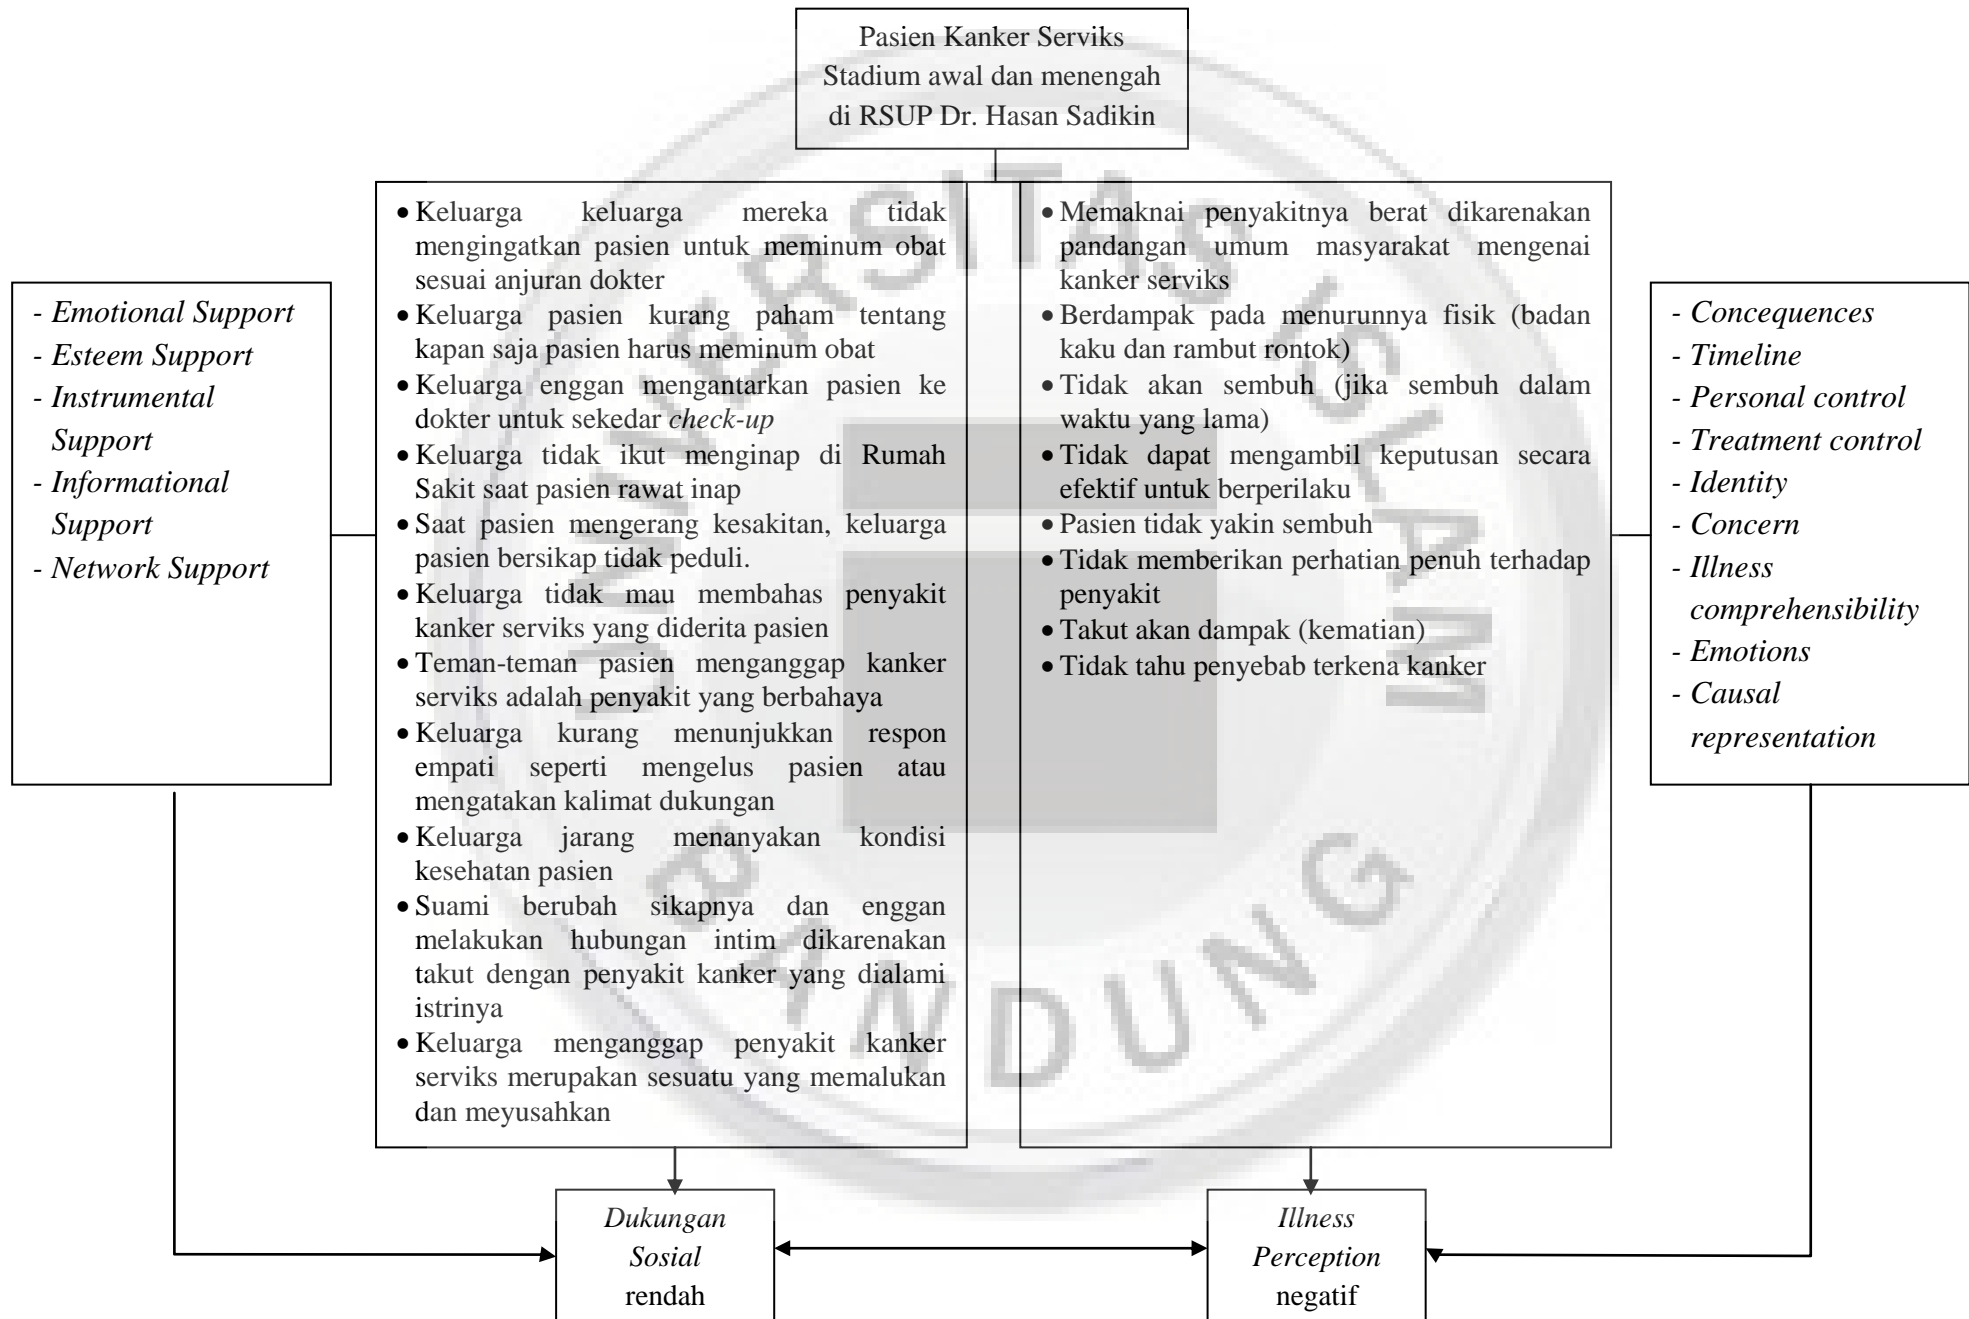 Pasien Kanker Serviks
Stadium awal dan menengah
di RSUP Dr. Hasan Sadikin
- Emotional Support
- Esteem Support
- Instrumental
Support
- Informational
Support
- Network Support
• Keluarga keluarga mereka tidak
mengingatkan pasien untuk meminum obat
sesuai anjuran dokter
• Keluarga pasien kurang paham tentang
kapan saja pasien harus meminum obat
• Keluarga enggan mengantarkan pasien ke
dokter untuk sekedar check-up
• Keluarga tidak ikut menginap di Rumah
Sakit saat pasien rawat inap
• Saat pasien mengerang kesakitan, keluarga
pasien bersikap tidak peduli.
• Keluarga tidak mau membahas penyakit
kanker serviks yang diderita pasien
• Teman-teman pasien menganggap kanker
serviks adalah penyakit yang berbahaya
• Keluarga kurang menunjukkan respon
empati seperti mengelus pasien atau
mengatakan kalimat dukungan
• Keluarga jarang menanyakan kondisi
kesehatan pasien
• Suami berubah sikapnya dan enggan
melakukan hubungan intim dikarenakan
takut dengan penyakit kanker yang dialami
istrinya
• Keluarga menganggap penyakit kanker
serviks merupakan sesuatu yang memalukan
dan meyusahkan
• Memaknai penyakitnya berat dikarenakan
pandangan umum masyarakat mengenai
kanker serviks
• Berdampak pada menurunnya fisik (badan
kaku dan rambut rontok)
• Tidak akan sembuh (jika sembuh dalam
waktu yang lama)
• Tidak dapat mengambil keputusan secara
efektif untuk berperilaku
• Pasien tidak yakin sembuh
• Tidak memberikan perhatian penuh terhadap
penyakit
• Takut akan dampak (kematian)
• Tidak tahu penyebab terkena kanker
- Concequences
- Timeline
- Personal control
- Treatment control
- Identity
- Concern
- Illness
comprehensibility
- Emotions
- Causal
representation
Dukungan
Sosial
rendah
Illness
Perception
negatif
UNIVERSITAS ISLAM
BANDUNG